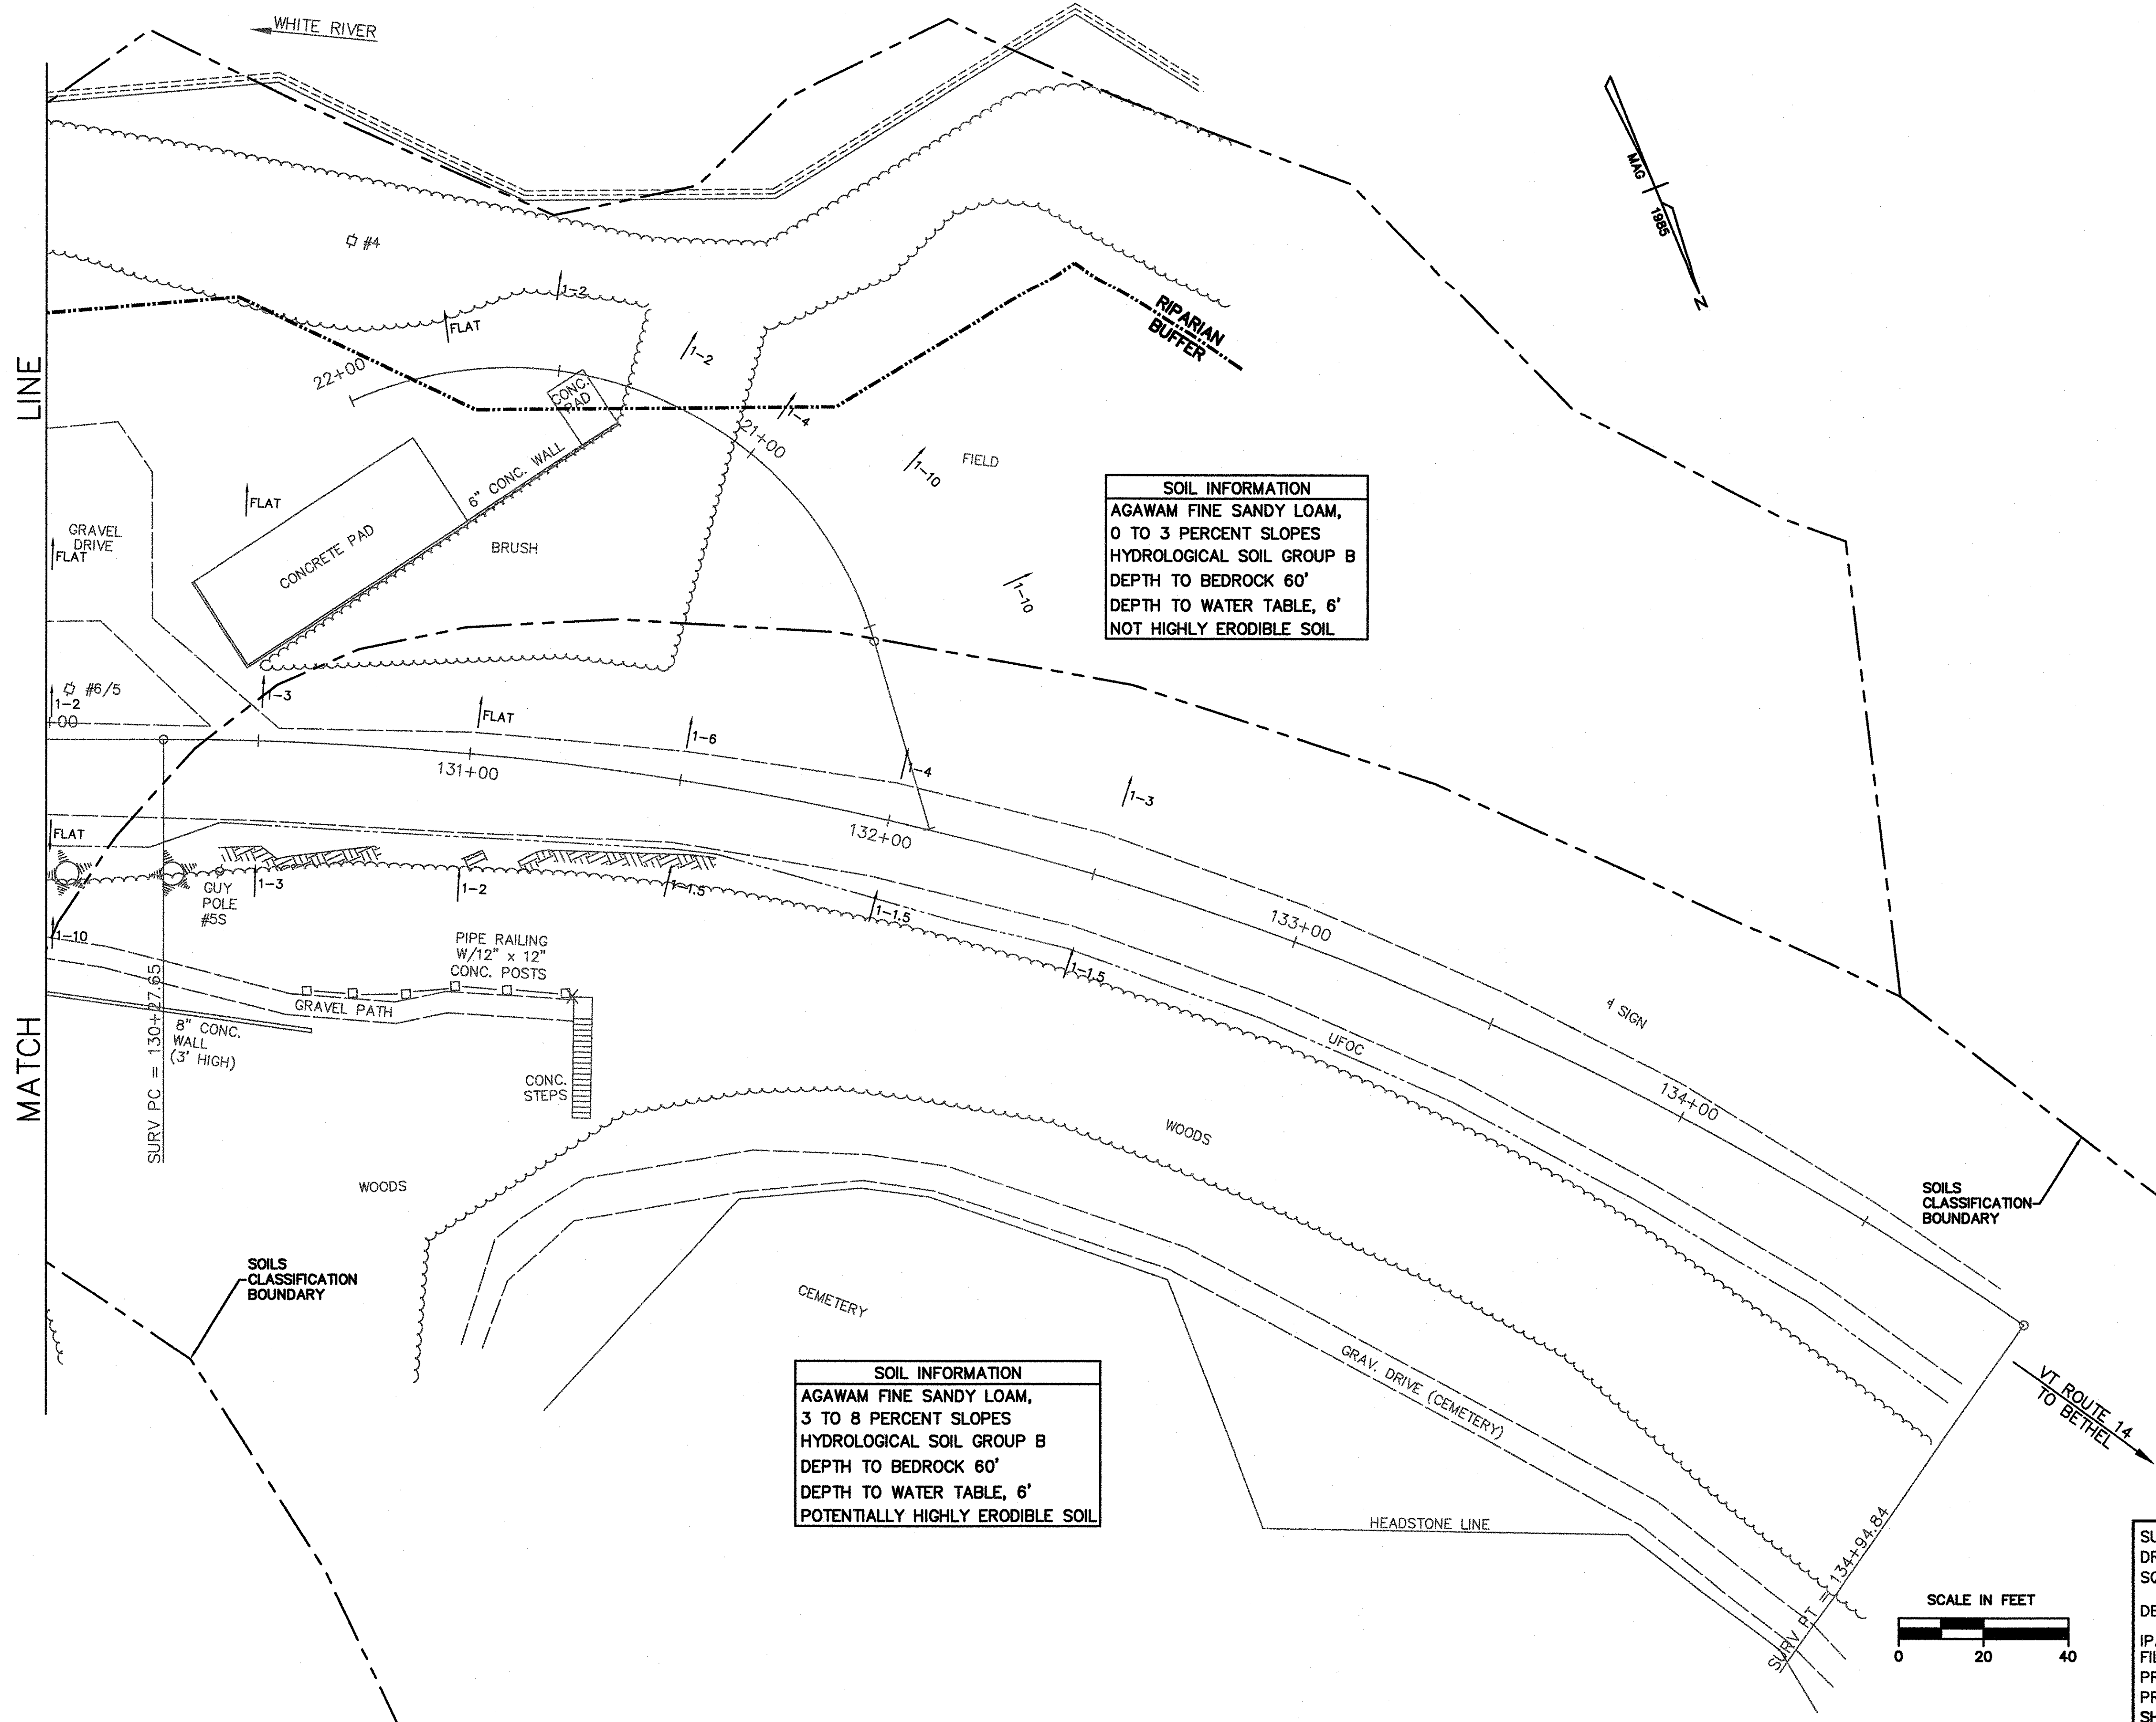 WHITE RIVER
MAG
1985
N
#4
1-2
FLAT
1-2
RIPARIAN
BUFFER
LINE
22+00
CONC.
PAD
1-4
21+00
6" CONC. WALL
FIELD
1-10
FLAT
GRAVEL
DRIVE
FLAT
CONCRETE PAD
BRUSH
1-10
SOIL INFORMATION
AGAWAM FINE SANDY LOAM,
0 TO 3 PERCENT SLOPES
HYDROLOGICAL SOIL GROUP B
DEPTH TO BEDROCK 60'
DEPTH TO WATER TABLE, 6'
NOT HIGHLY ERODIBLE SOIL
#6/5
1-2
+00
1-3
FLAT
1-6
1-4
1-3
131+00
132+00
133+00
134+00
FLAT
GUY
POLE
#5S
1-3
1-2
1-1.5
1-1.5
1-1.5
1-10
PIPE RAILING
W/12" x 12"
CONC. POSTS
GRAVEL PATH
8" CONC.
WALL
(3' HIGH)
SURV PC = 130+27.65
CONC.
STEPS
MATCH
UFOC
SIGN
WOODS
WOODS
SOILS
CLASSIFICATION
BOUNDARY
SOILS
CLASSIFICATION
BOUNDARY
CEMETERY
GRAV. DRIVE (CEMETERY)
VT ROUTE 14
TO BETHEL
SOIL INFORMATION
AGAWAM FINE SANDY LOAM,
3 TO 8 PERCENT SLOPES
HYDROLOGICAL SOIL GROUP B
DEPTH TO BEDROCK 60'
DEPTH TO WATER TABLE, 6'
POTENTIALLY HIGHLY ERODIBLE SOIL
HEADSTONE LINE
SURV PT = 134+94.84
SCALE IN FEET
0 20 40